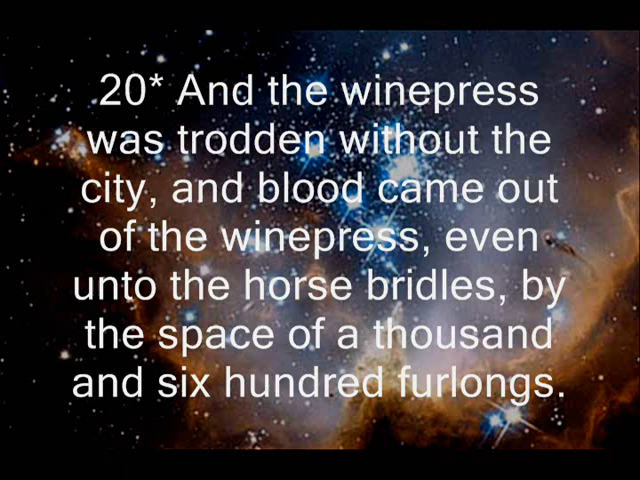 20* And the winepress
was trodden without the
city, and blood came out
of the winepress, even
unto the horse bridles, by
the space of a thousand
and six hundred furlongs.